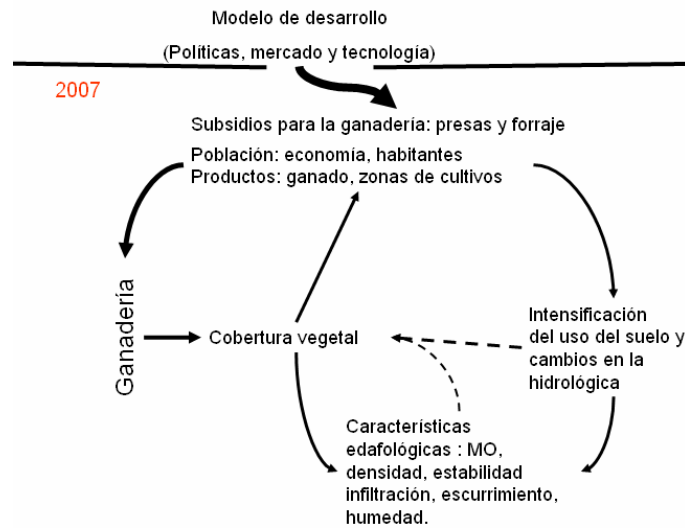 Modelo de desarrollo
(Políticas, mercado y tecnología)
2007
Subsidios para la ganadería: presas y forraje
Población: economía, habitantes
Productos: ganado, zonas de cultivos
Ganadería
Cobertura vegetal
Intensificación
del uso del suelo y
cambios en la
hidrológica
Características
edafológicas : MO,
densidad, estabilidad
infiltración, escurrimiento,
humedad.